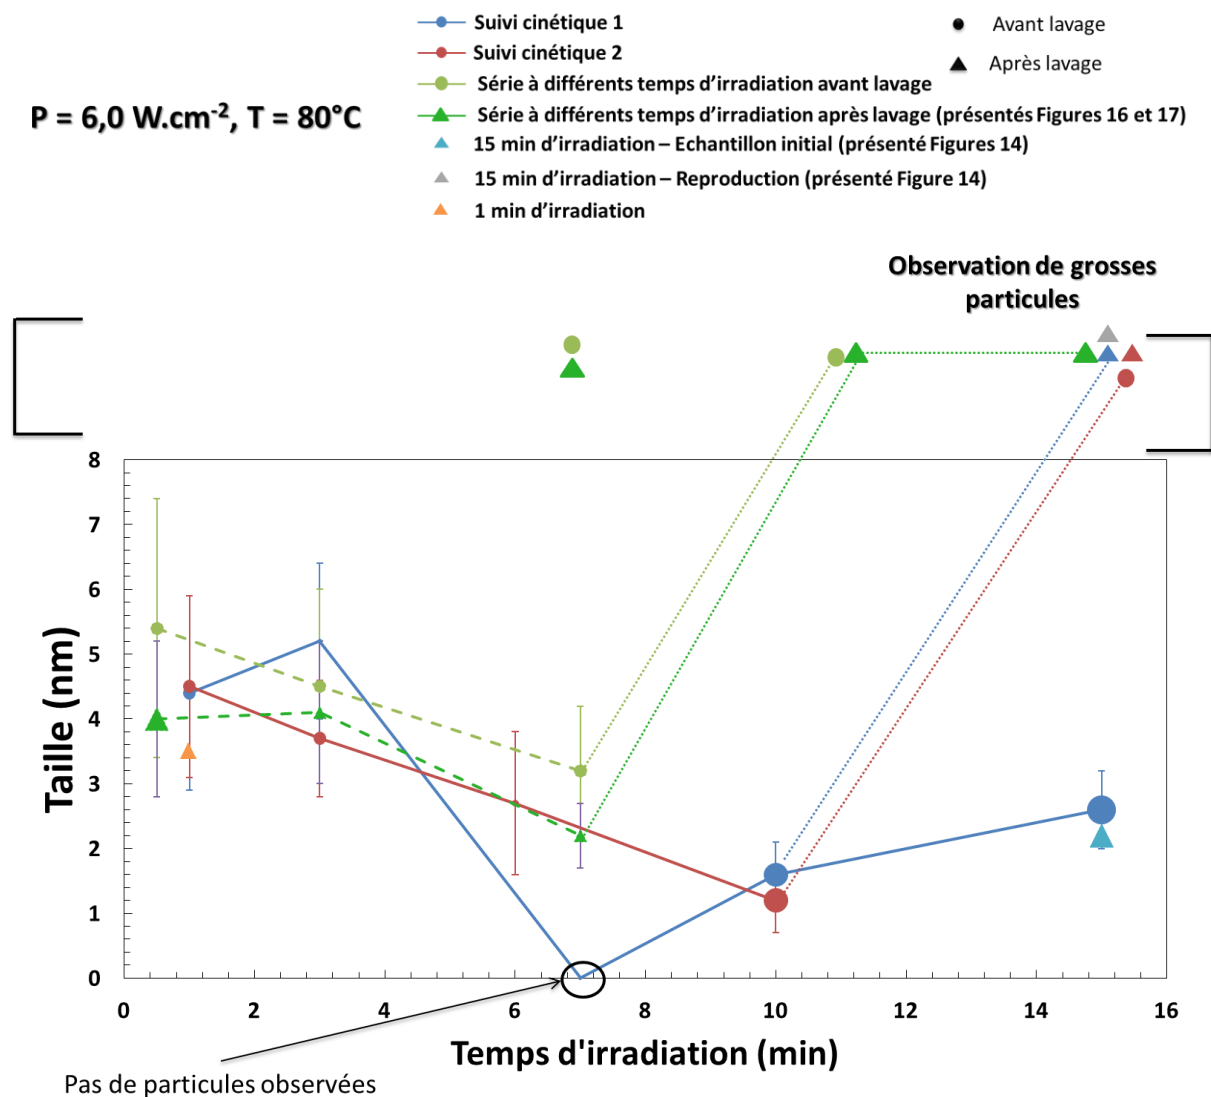 Suivi cinétique 1
Avant lavage
Suivi cinétique 2
Après lavage
Série à différents temps d'irradiation avant lavage
P = 6,0 W.cm⁻², T = 80°C
Série à différents temps d'irradiation après lavage (présentés Figures 16 et 17)
15 min d'irradiation – Echantillon initial (présenté Figures 14)
15 min d'irradiation – Reproduction (présenté Figure 14)
1 min d'irradiation
Observation de grosses
particules
8
7
6
5
4
3
2
1
0
Taille (nm)
0 2 4 6 8 10 12 14 16
Temps d'irradiation (min)
Pas de particules observées